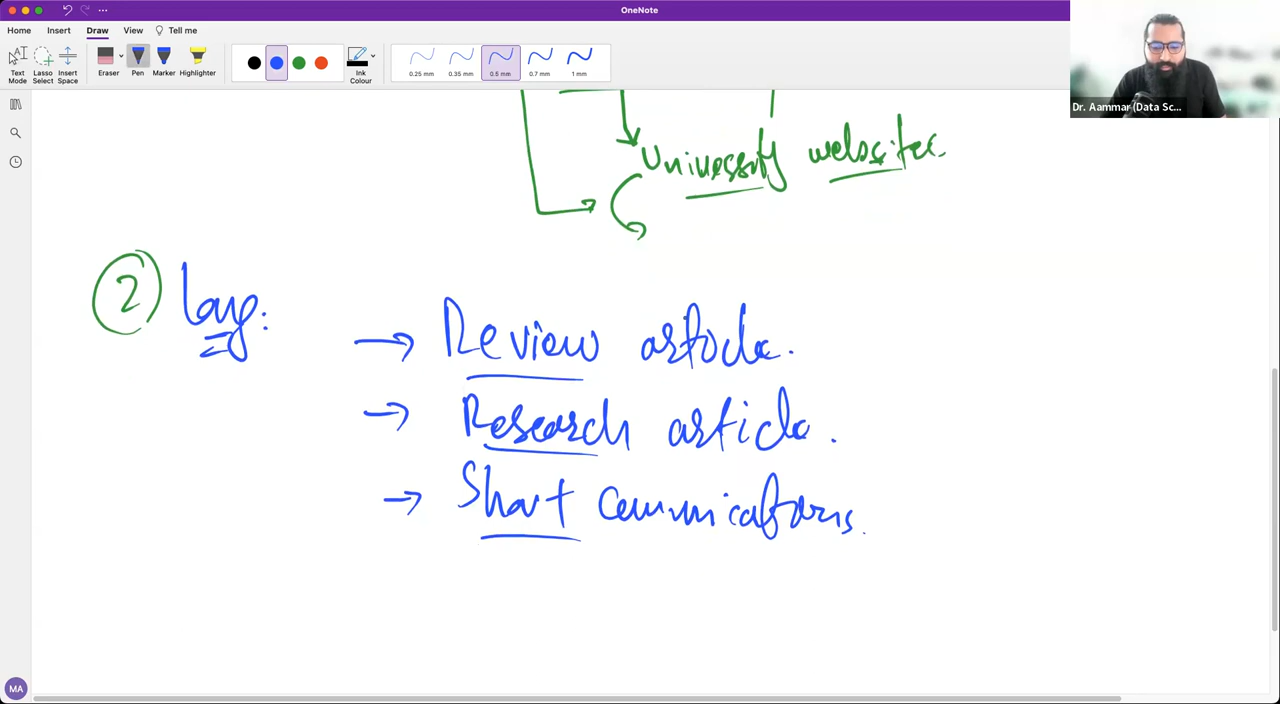 OneNote
Home Insert Draw View Tell me
Text Mode
Lasso Select
Insert Space
Eraser
Pen
Marker
Highlighter
Ink Colour
0.25 mm
0.35 mm
0.5 mm
0.7 mm
1 mm
Dr. Aammar (Data Sc...
University websites
2
→ Review article.
→ Research article.
→ Short Communications.
MA